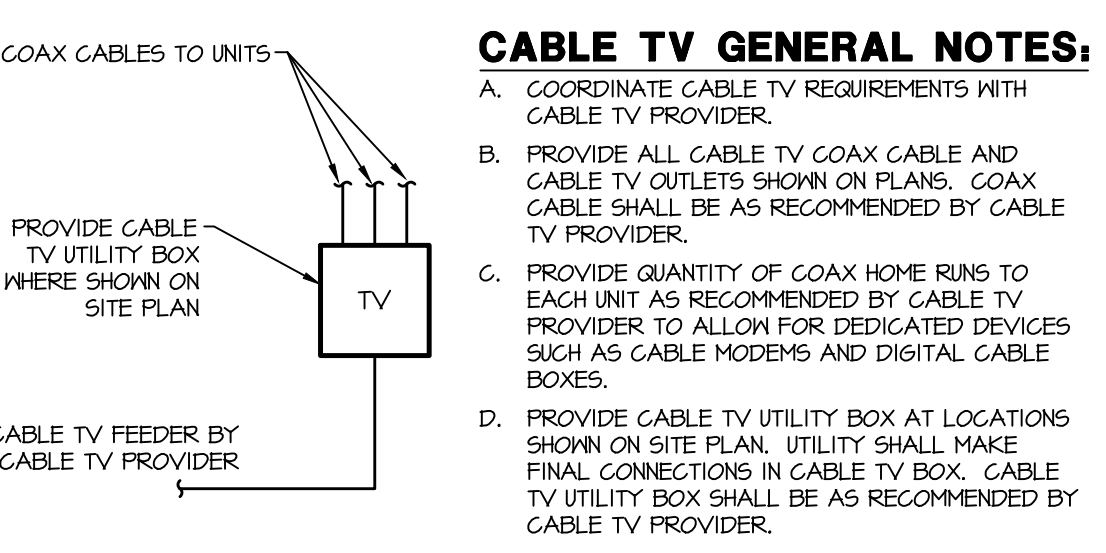 COAX CABLES TO UNITS
PROVIDE CABLE
TV UTILITY BOX
WHERE SHOWN ON
SITE PLAN
TV
CABLE TV FEEDER BY
CABLE TV PROVIDER
CABLE TV GENERAL NOTES:
A. COORDINATE CABLE TV REQUIREMENTS WITH
CABLE TV PROVIDER.
B. PROVIDE ALL CABLE TV COAX CABLE AND
CABLE TV OUTLETS SHOWN ON PLANS. COAX
CABLE SHALL BE AS RECOMMENDED BY CABLE
TV PROVIDER.
C. PROVIDE QUANTITY OF COAX HOME RUNS TO
EACH UNIT AS RECOMMENDED BY CABLE TV
PROVIDER TO ALLOW FOR DEDICATED DEVICES
SUCH AS CABLE MODEMS AND DIGITAL CABLE
BOXES.
D. PROVIDE CABLE TV UTILITY BOX AT LOCATIONS
SHOWN ON SITE PLAN. UTILITY SHALL MAKE
FINAL CONNECTIONS IN CABLE TV BOX. CABLE
TV UTILITY BOX SHALL BE AS RECOMMENDED BY
CABLE TV PROVIDER.